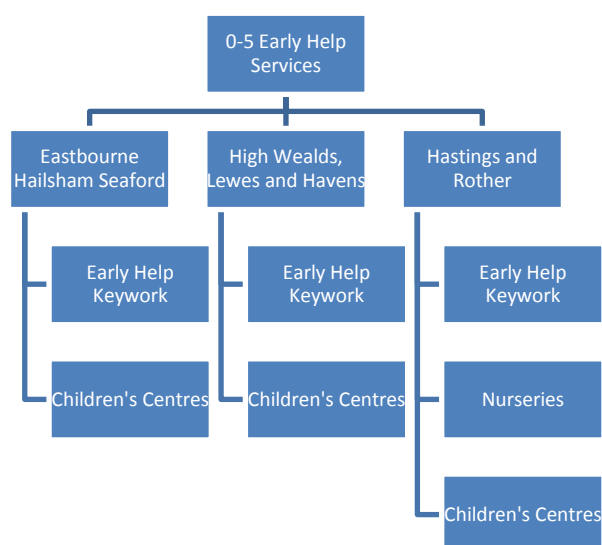 0-5 Early Help
Services
Eastbourne
Hailsham Seaford
High Wealds,
Lewes and Havens
Hastings and
Rother
Early Help
Keywork
Early Help
Keywork
Early Help
Keywork
Children's Centres
Children's Centres
Nurseries
Children's Centres